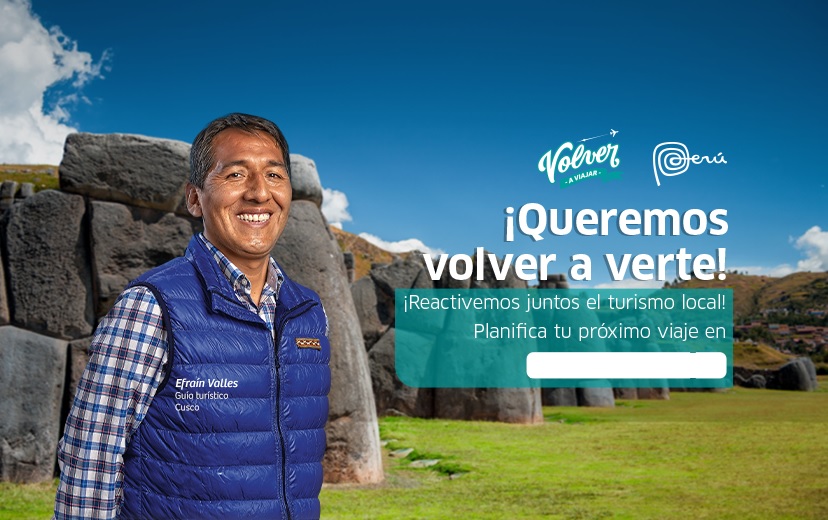 Volver
A VIAJAR
Perú
¡Queremos
volver a verte!
¡Reactivemos juntos el turismo local!
Planifica tu próximo viaje en
Efraín Valles
Guía turístico
Cusco